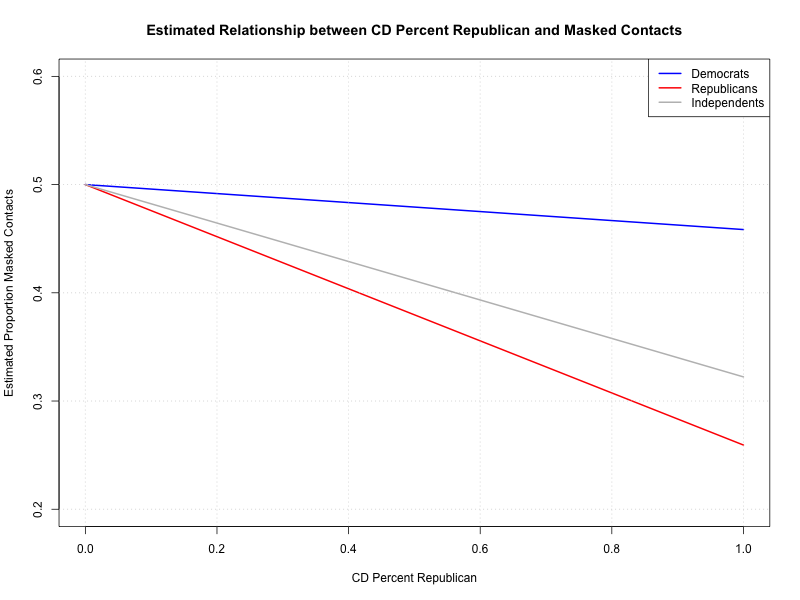 Estimated Relationship between CD Percent Republican and Masked Contacts
Democrats
Republicans
Independents
Estimated Proportion Masked Contacts
0.6
0.5
0.4
0.3
0.2
0.0
0.2
0.4
0.6
0.8
1.0
CD Percent Republican